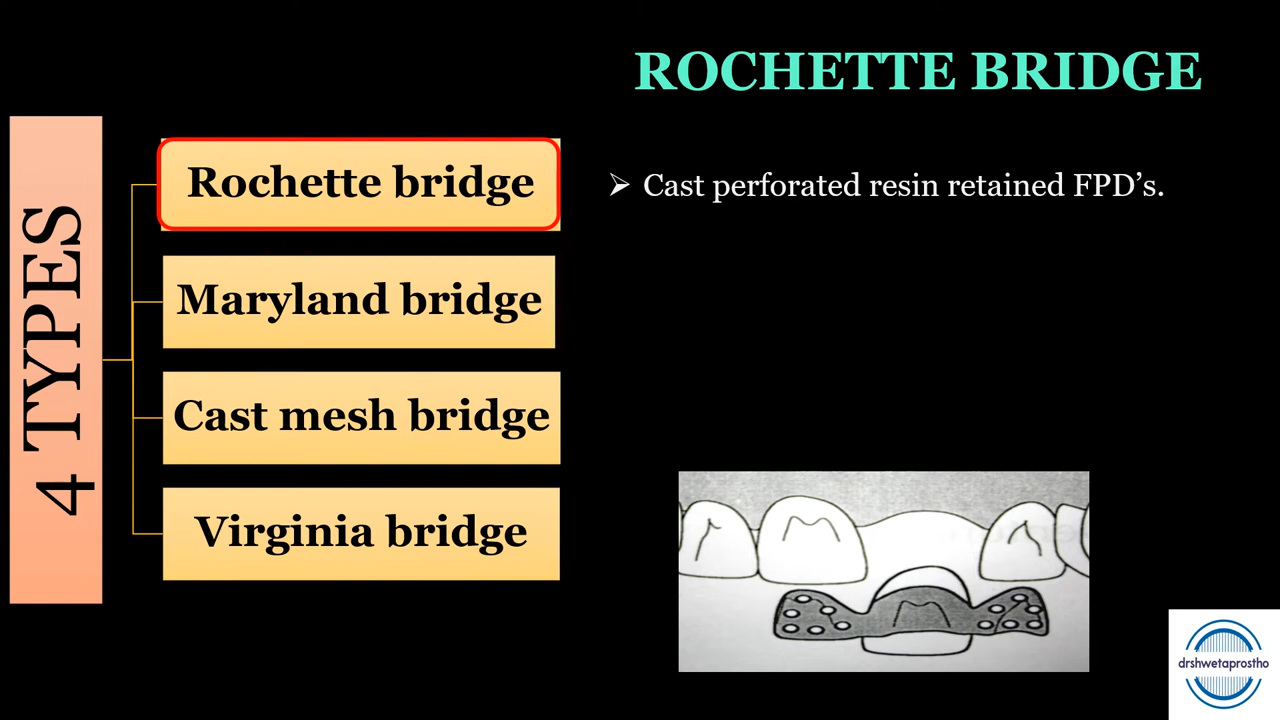 ROCHETTE BRIDGE
4 TYPES
Rochette bridge
Maryland bridge
Cast mesh bridge
Virginia bridge
➢ Cast perforated resin retained FPD’s.
drshwetaprostho